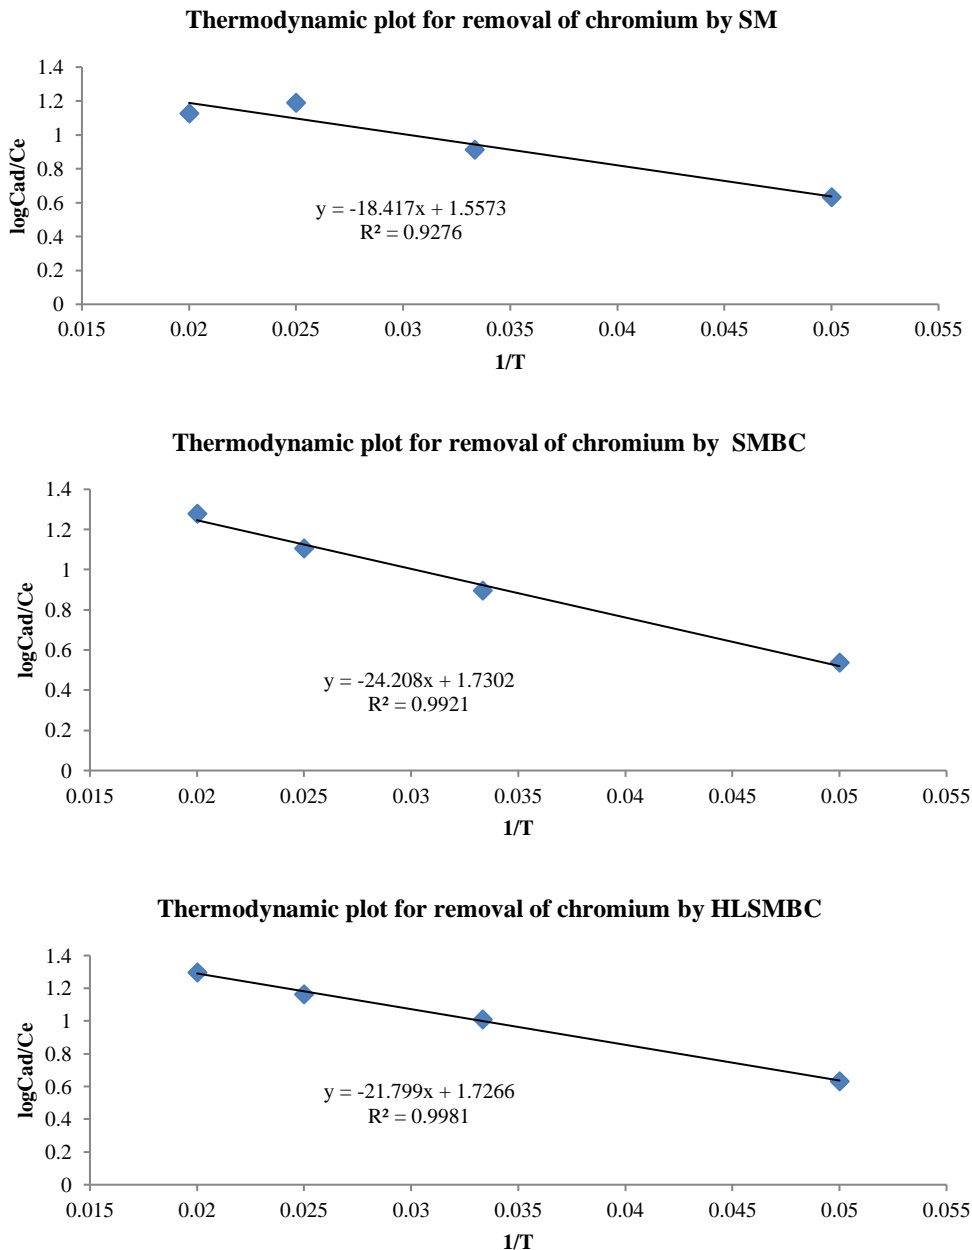 Thermodynamic plot for removal of chromium by SM
1.4
1.2
1
0.8
0.6
0.4
0.2
0
logCad/Ce
y = -18.417x + 1.5573
R² = 0.9276
0.015 0.02 0.025 0.03 0.035 0.04 0.045 0.05 0.055
1/T
Thermodynamic plot for removal of chromium by SMBC
1.4
1.2
1
0.8
0.6
0.4
0.2
0
logCad/Ce
y = -24.208x + 1.7302
R² = 0.9921
0.015 0.02 0.025 0.03 0.035 0.04 0.045 0.05 0.055
1/T
Thermodynamic plot for removal of chromium by HLSMBC
1.4
1.2
1
0.8
0.6
0.4
0.2
0
logCad/Ce
y = -21.799x + 1.7266
R² = 0.9981
0.015 0.02 0.025 0.03 0.035 0.04 0.045 0.05 0.055
1/T